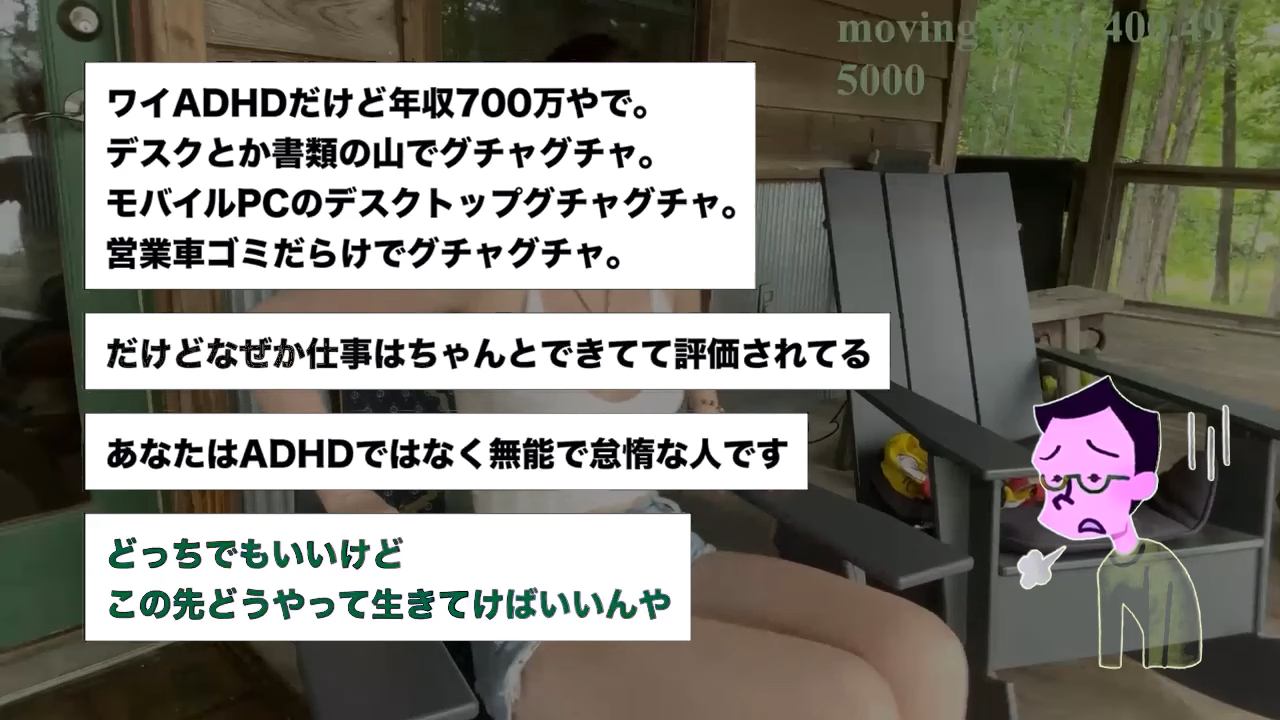 moving
5000
ワイADHDだけど年収700万やで。
デスクとか書類の山でグチャグチャ。
モバイルPCのデスクトップグチャグチャ。
営業車ゴミだらけでグチャグチャ。
だけどなぜか仕事はちゃんとできてて評価されてる
あなたはADHDではなく無能で怠惰な人です
どっちでもいいけど
この先どうやって生きてけばいいんや